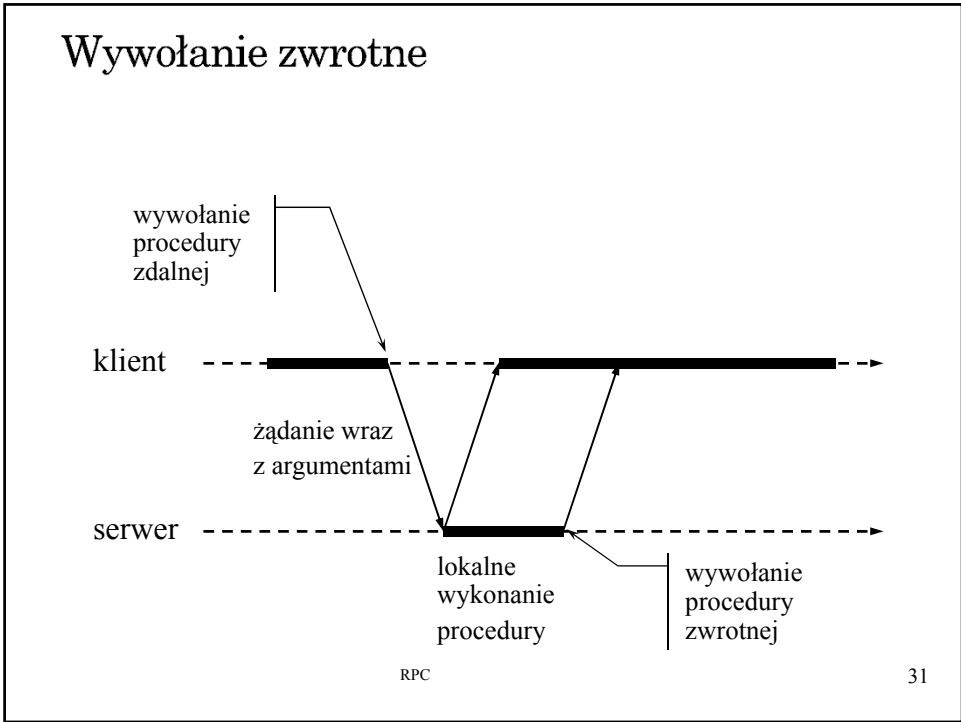 Wywołanie zwrotne
wywołanie
procedury
zdalnej
klient
żądanie wraz
z argumentami
serwer
lokalne
wykonanie
procedury
wywołanie
procedury
zwrotnej
RPC
31